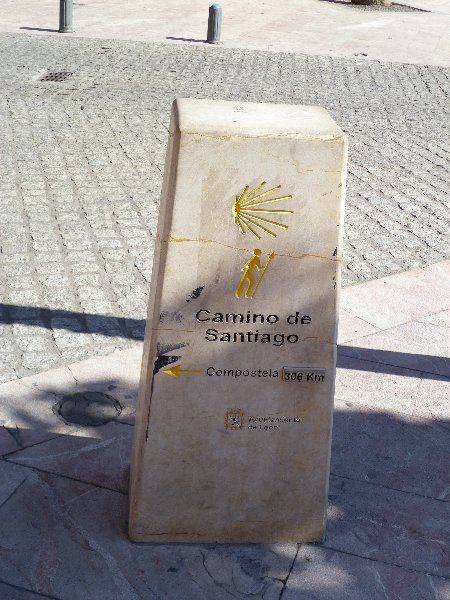 Camino de
Santiago
Compostela 306 Km
Ayuntamiento
de León